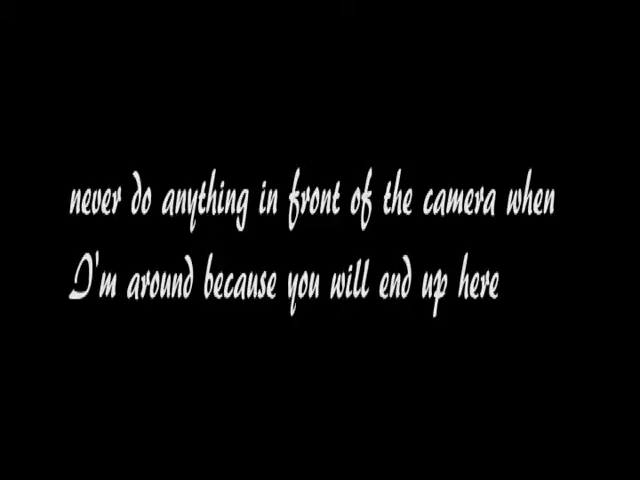 never do anything in front of the camera when
I'm around because you will end up here